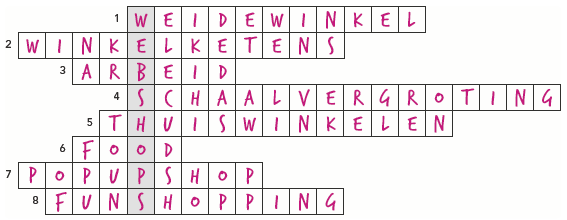 1 WEIDEWINKEL
2 WINKELKETENS
3 ARBEID
4 SCHAALVERGROTING
5 THUISWINKELEN
6 FOOD
7 POPUPSHOP
8 FUNSHOPPING